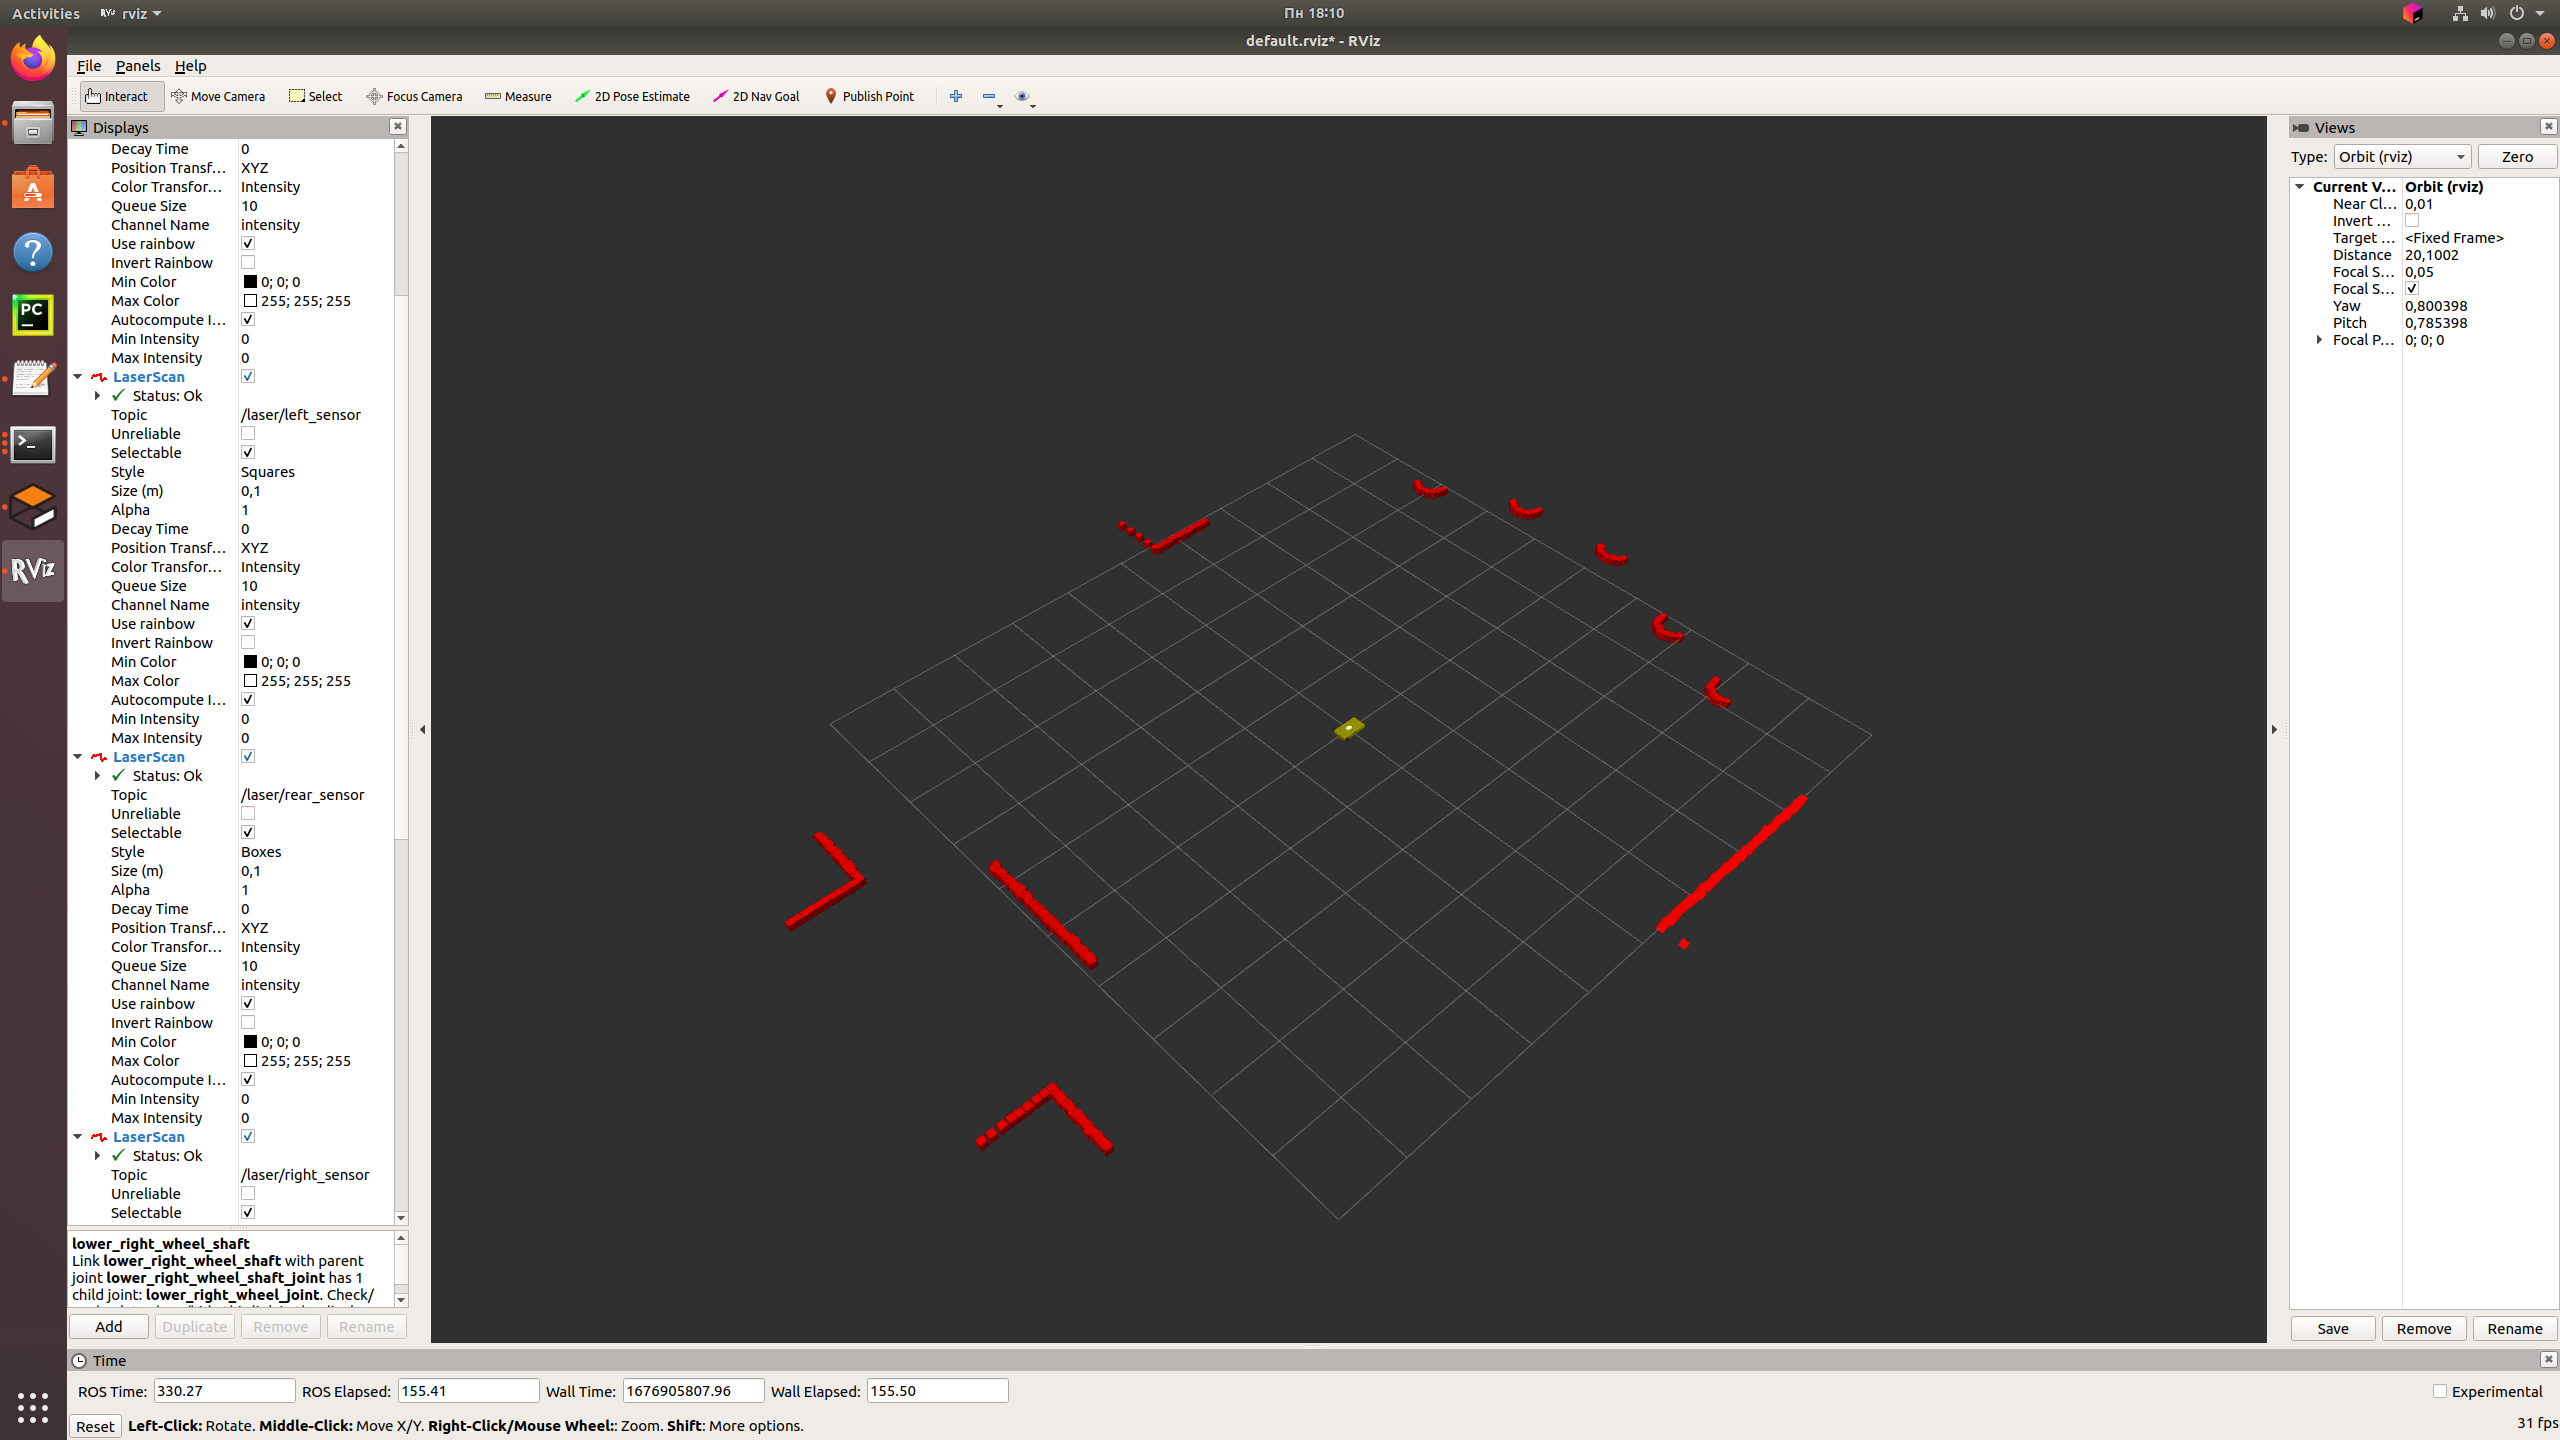 Activities
RViz rviz
Пн 18:10
default.rviz* - RViz
File Panels Help
Interact Move Camera Select Focus Camera Measure 2D Pose Estimate 2D Nav Goal Publish Point
Displays
Decay Time 0
Position Transf... XYZ
Color Transfor... Intensity
Queue Size 10
Channel Name intensity
Use rainbow
Invert Rainbow
Min Color 0; 0; 0
Max Color 255; 255; 255
Autocompute I...
Min Intensity 0
Max Intensity 0
LaserScan
Status: Ok
Topic /laser/left_sensor
Unreliable
Selectable
Style Squares
Size (m) 0,1
Alpha 1
Decay Time 0
Position Transf... XYZ
Color Transfor... Intensity
Queue Size 10
Channel Name intensity
Use rainbow
Invert Rainbow
Min Color 0; 0; 0
Max Color 255; 255; 255
Autocompute I...
Min Intensity 0
Max Intensity 0
LaserScan
Status: Ok
Topic /laser/rear_sensor
Unreliable
Selectable
Style Boxes
Size (m) 0,1
Alpha 1
Decay Time 0
Position Transf... XYZ
Color Transfor... Intensity
Queue Size 10
Channel Name intensity
Use rainbow
Invert Rainbow
Min Color 0; 0; 0
Max Color 255; 255; 255
Autocompute I...
Min Intensity 0
Max Intensity 0
LaserScan
Status: Ok
Topic /laser/right_sensor
Unreliable
Selectable
lower_right_wheel_shaft
Link lower_right_wheel_shaft with parent
joint lower_right_wheel_shaft_joint has 1
child joint: lower_right_wheel_joint. Check/
Add Duplicate Remove Rename
Views
Type: Orbit (rviz) Zero
Current V... Orbit (rviz)
Near Cl... 0,01
Invert ...
Target ... <Fixed Frame>
Distance 20,1002
Focal S... 0,05
Focal S...
Yaw 0,800398
Pitch 0,785398
Focal P... 0; 0; 0
Save Remove Rename
Time
ROS Time: 330.27 ROS Elapsed: 155.41 Wall Time: 1676905807.96 Wall Elapsed: 155.50 Experimental
Reset Left-Click: Rotate. Middle-Click: Move X/Y. Right-Click/Mouse Wheel:: Zoom. Shift: More options. 31 fps
PC
RViz